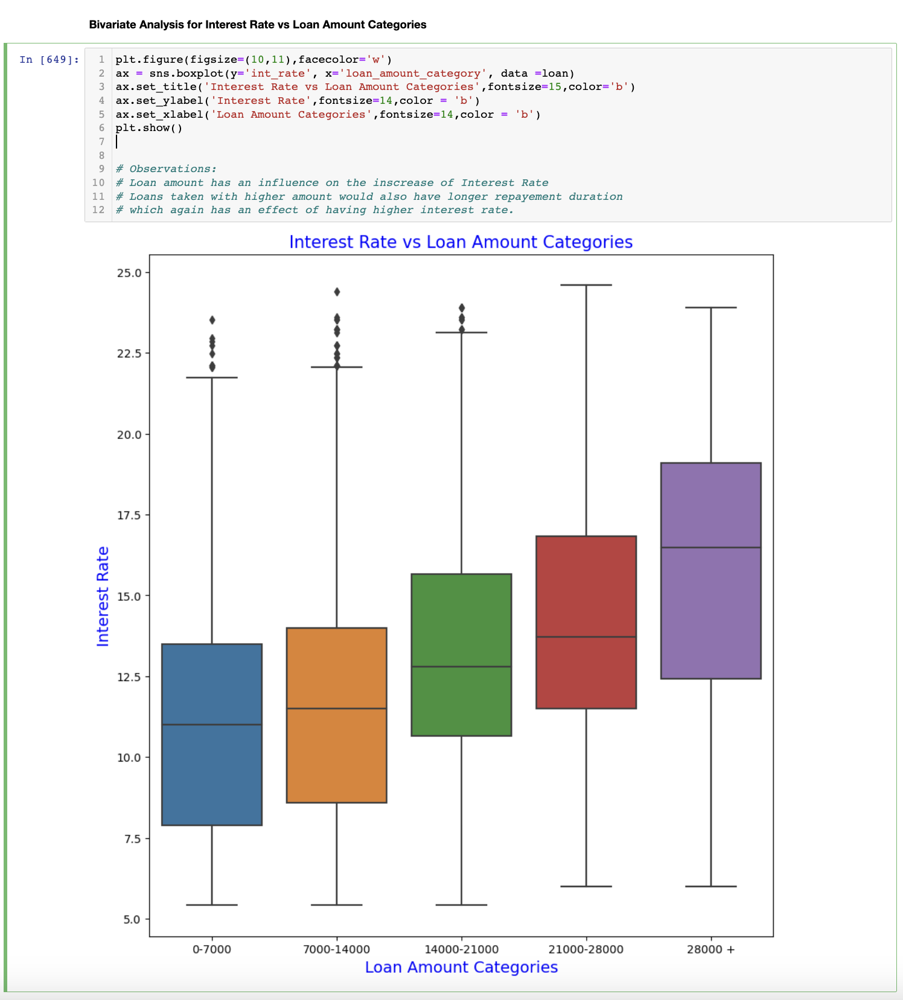 Bivariate Analysis for Interest Rate vs Loan Amount Categories
In [649]:
1 plt.figure(figsize=(10,11),facecolor='w')
2 ax = sns.boxplot(y='int_rate', x='loan_amount_category', data =loan)
3 ax.set_title('Interest Rate vs Loan Amount Categories',fontsize=15,color='b')
4 ax.set_ylabel('Interest Rate',fontsize=14,color = 'b')
5 ax.set_xlabel('Loan Amount Categories',fontsize=14,color = 'b')
6 plt.show()
7
8
9 # Observations:
10 # Loan amount has an influence on the inscrease of Interest Rate
11 # Loans taken with higher amount would also have longer repayement duration
12 # which again has an effect of having higher interest rate.
Interest Rate vs Loan Amount Categories
25.0
22.5
20.0
17.5
15.0
12.5
10.0
7.5
5.0
Interest Rate
0-7000 7000-14000 14000-21000 21000-28000 28000 +
Loan Amount Categories